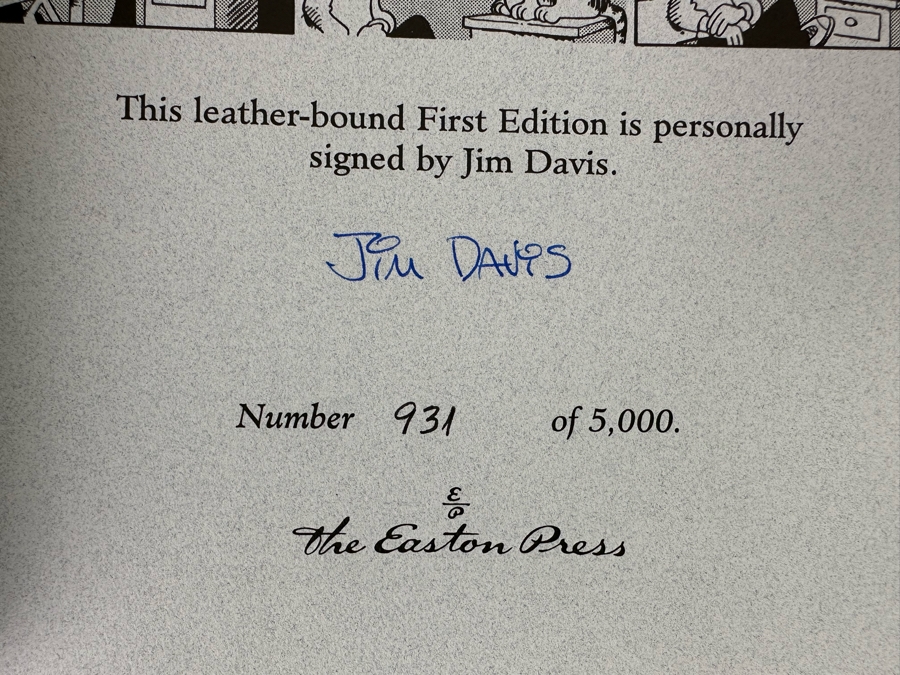 This leather-bound First Edition is personally
signed by Jim Davis.
Jim Davis
Number 931 of 5,000.
E
P
The Easton Press